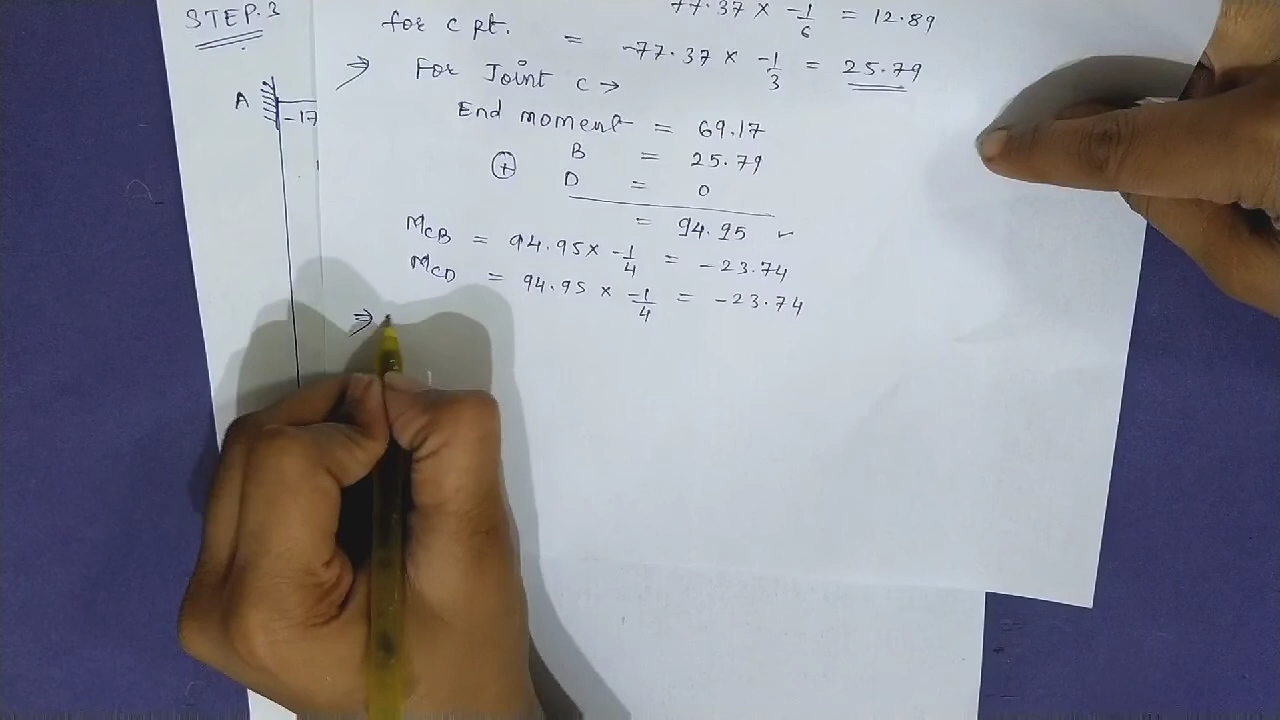 STEP.3
77.37 × -1/6 = 12.89
for c pt. = -77.37 × -1/3 = 25.79
⇒ For Joint C →
A
-17
End moment = 69.17
⊕ B = 25.79
D = 0
= 94.95 ✓
MCB = 94.95 × -1/4 = -23.74
MCD = 94.95 × -1/4 = -23.74
⇒